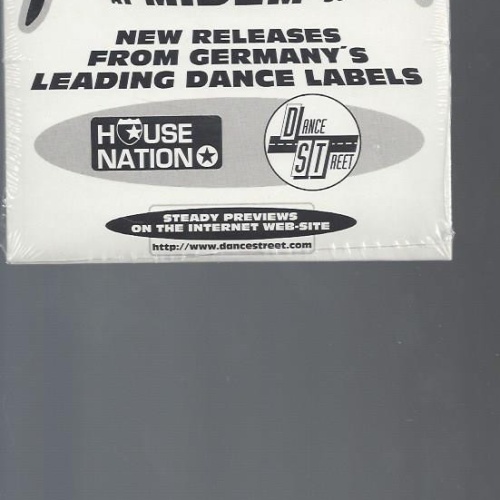 MIDEM
NEW RELEASES
FROM GERMANY´S
LEADING DANCE LABELS
HOUSE
NATION
DANCE
STREET
STEADY PREVIEWS
ON THE INTERNET WEB-SITE
http://www.dancestreet.com